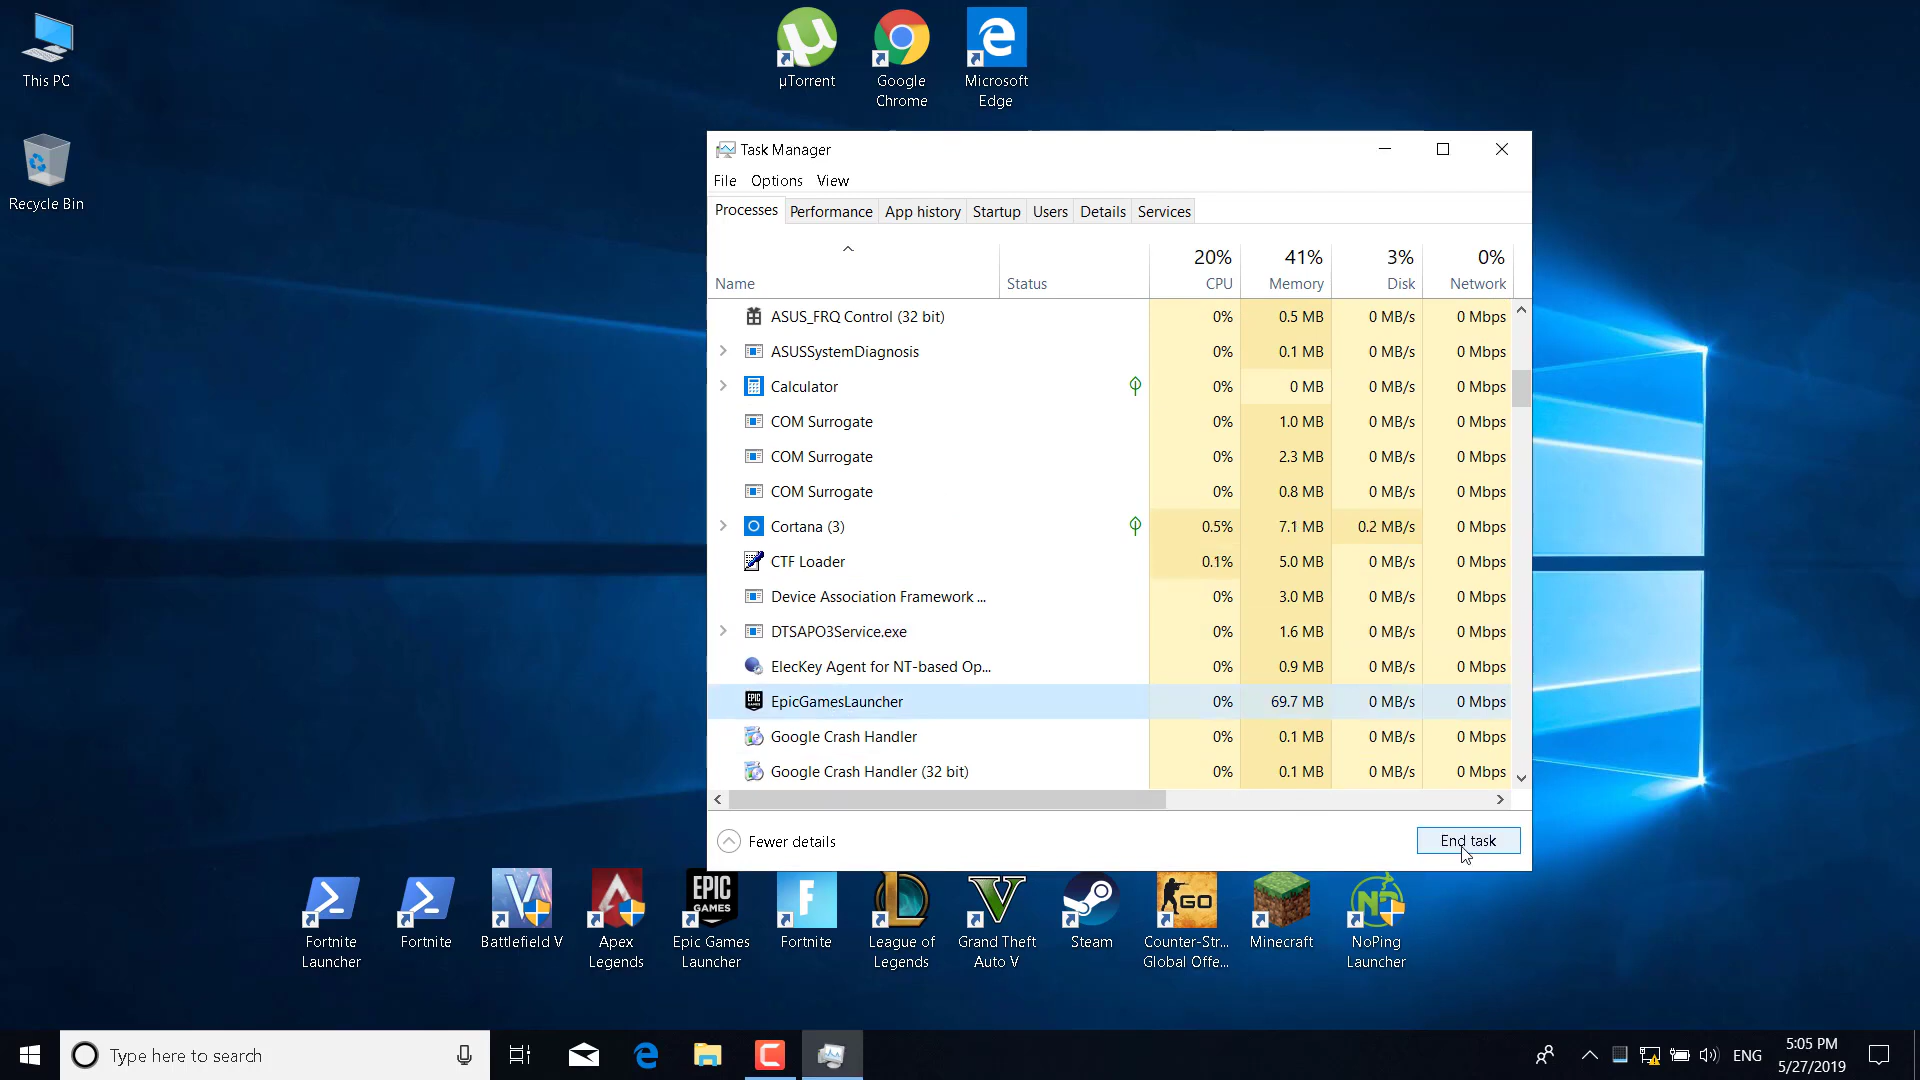 This PC
Recycle Bin
µTorrent
Google
Chrome
Microsoft
Edge
Task Manager
File Options View
Processes Performance App history Startup Users Details Services
20% 41% 3% 0%
Name Status CPU Memory Disk Network
ASUS_FRQ Control (32 bit) 0% 0.5 MB 0 MB/s 0 Mbps
ASUSSystemDiagnosis 0% 0.1 MB 0 MB/s 0 Mbps
Calculator 0% 0 MB 0 MB/s 0 Mbps
COM Surrogate 0% 1.0 MB 0 MB/s 0 Mbps
COM Surrogate 0% 2.3 MB 0 MB/s 0 Mbps
COM Surrogate 0% 0.8 MB 0 MB/s 0 Mbps
Cortana (3) 0.5% 7.1 MB 0.2 MB/s 0 Mbps
CTF Loader 0.1% 5.0 MB 0 MB/s 0 Mbps
Device Association Framework ... 0% 3.0 MB 0 MB/s 0 Mbps
DTSAPO3Service.exe 0% 1.6 MB 0 MB/s 0 Mbps
ElecKey Agent for NT-based Op... 0% 0.9 MB 0 MB/s 0 Mbps
EPIC GAMES EpicGamesLauncher 0% 69.7 MB 0 MB/s 0 Mbps
Google Crash Handler 0% 0.1 MB 0 MB/s 0 Mbps
Google Crash Handler (32 bit) 0% 0.1 MB 0 MB/s 0 Mbps
Fewer details
End task
EPIC
GAMES
GO
Fortnite
Launcher
Fortnite
Battlefield V
Apex
Legends
Epic Games
Launcher
Fortnite
League of
Legends
Grand Theft
Auto V
Steam
Counter-Str...
Global Offe...
Minecraft
NoPing
Launcher
Type here to search
ENG
5:05 PM
5/27/2019